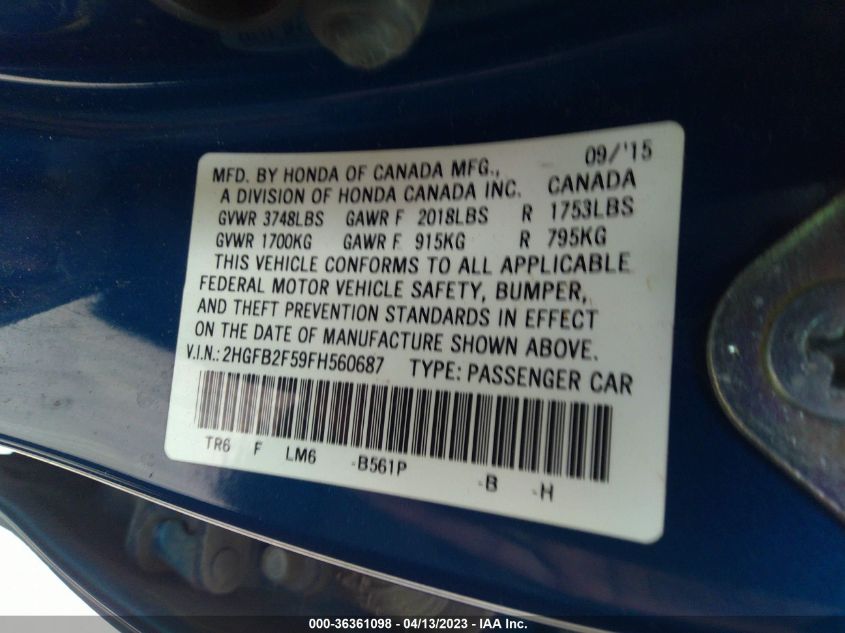 09/'15
MFD. BY HONDA OF CANADA MFG.,
A DIVISION OF HONDA CANADA INC. CANADA
GVWR 3748LBS GAWR F 2018LBS R 1753LBS
GVWR 1700KG GAWR F 915KG R 795KG
THIS VEHICLE CONFORMS TO ALL APPLICABLE
FEDERAL MOTOR VEHICLE SAFETY, BUMPER,
AND THEFT PREVENTION STANDARDS IN EFFECT
ON THE DATE OF MANUFACTURE SHOWN ABOVE.
V.I.N.: 2HGFB2F59FH560687 TYPE: PASSENGER CAR
TR6 F LM6 -B561P -B -H
000-36361098 - 04/13/2023 - IAA Inc.